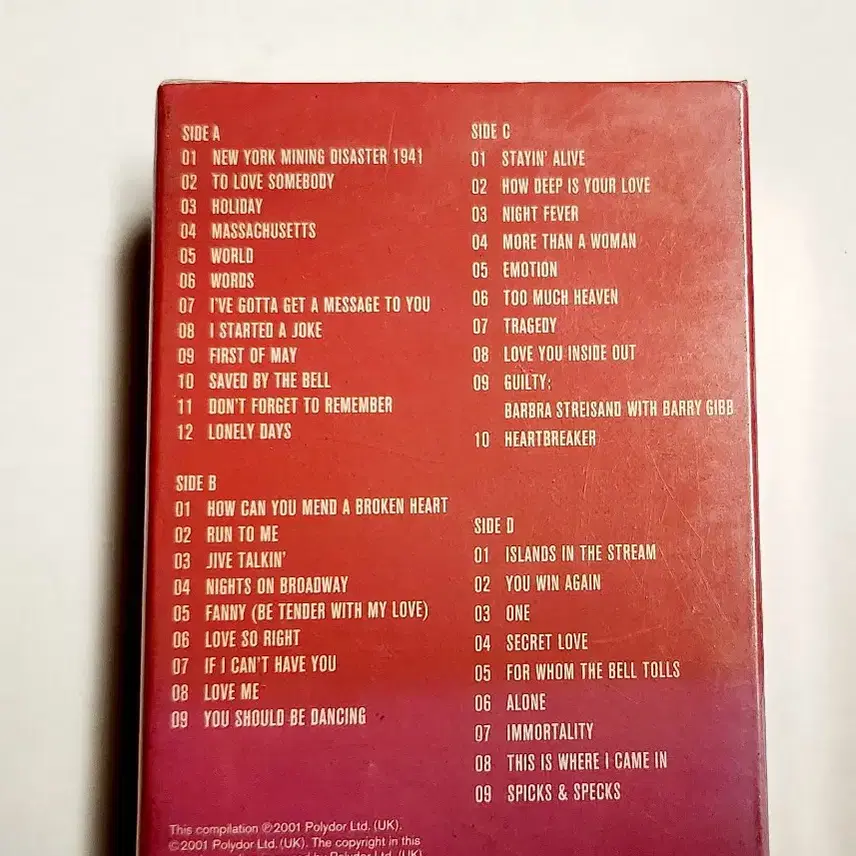 SIDE A
01 NEW YORK MINING DISASTER 1941
02 TO LOVE SOMEBODY
03 HOLIDAY
04 MASSACHUSETTS
05 WORLD
06 WORDS
07 I'VE GOTTA GET A MESSAGE TO YOU
08 I STARTED A JOKE
09 FIRST OF MAY
10 SAVED BY THE BELL
11 DON'T FORGET TO REMEMBER
12 LONELY DAYS
SIDE B
01 HOW CAN YOU MEND A BROKEN HEART
02 RUN TO ME
03 JIVE TALKIN'
04 NIGHTS ON BROADWAY
05 FANNY (BE TENDER WITH MY LOVE)
06 LOVE SO RIGHT
07 IF I CAN'T HAVE YOU
08 LOVE ME
09 YOU SHOULD BE DANCING
This compilation ℗2001 Polydor Ltd. (UK).
©2001 Polydor Ltd. (UK). The copyright in this
by Polydor Ltd. (UK)
SIDE C
01 STAYIN' ALIVE
02 HOW DEEP IS YOUR LOVE
03 NIGHT FEVER
04 MORE THAN A WOMAN
05 EMOTION
06 TOO MUCH HEAVEN
07 TRAGEDY
08 LOVE YOU INSIDE OUT
09 GUILTY:
BARBRA STREISAND WITH BARRY GIBB
10 HEARTBREAKER
SIDE D
01 ISLANDS IN THE STREAM
02 YOU WIN AGAIN
03 ONE
04 SECRET LOVE
05 FOR WHOM THE BELL TOLLS
06 ALONE
07 IMMORTALITY
08 THIS IS WHERE I CAME IN
09 SPICKS & SPECKS